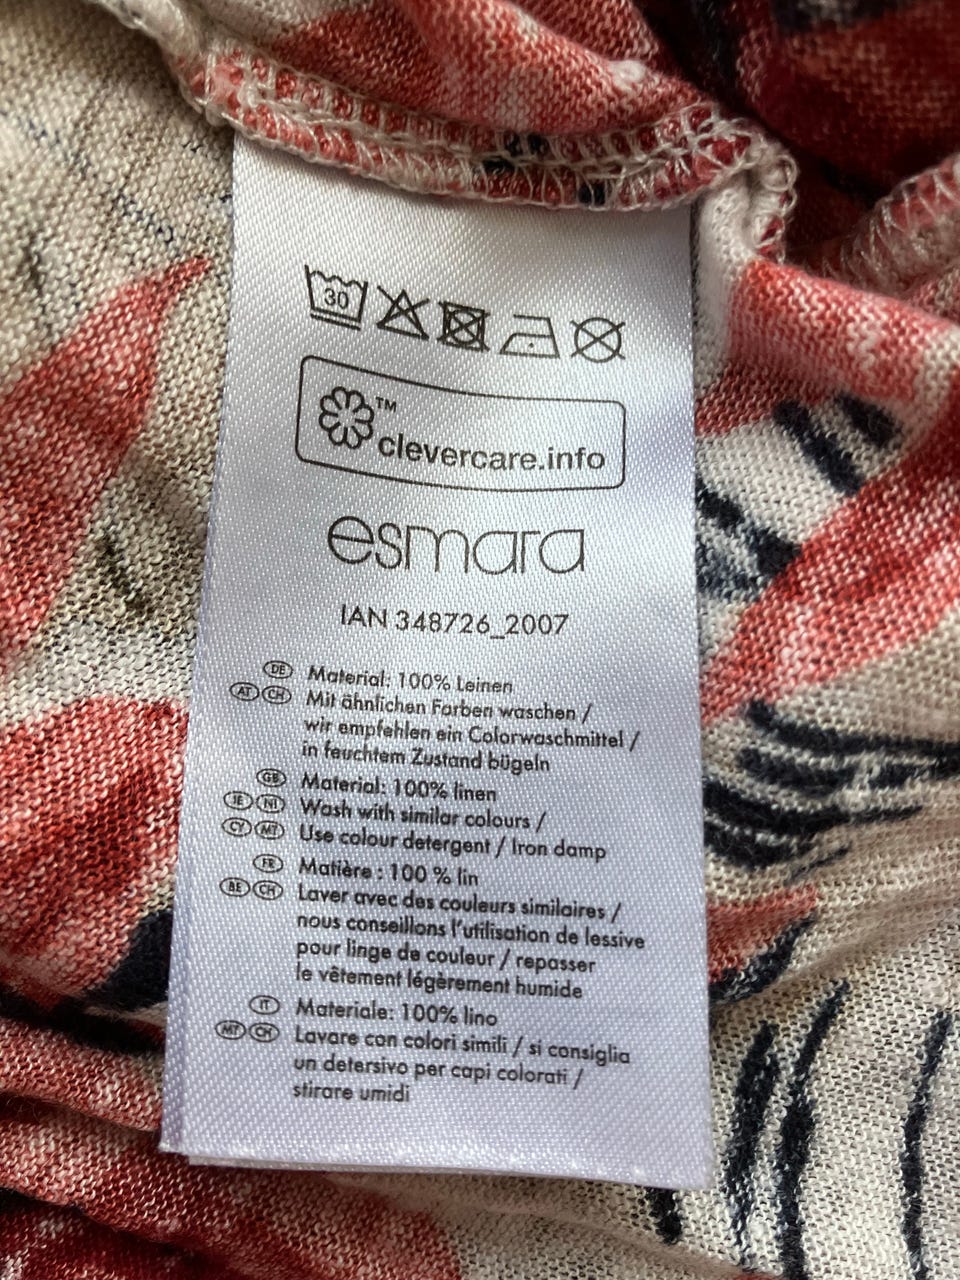 30
™
clevercare.info
esmara
IAN 348726_2007
DE Material: 100% Leinen
AT CH Mit ähnlichen Farben waschen /
wir empfehlen ein Colorwaschmittel /
in feuchtem Zustand bügeln
GB Material: 100% linen
IE NI Wash with similar colours /
CY MT Use colour detergent / Iron damp
FR Matière : 100 % lin
BE CH Laver avec des couleurs similaires /
nous conseillons l'utilisation de lessive
pour linge de couleur / repasser
le vêtement légèrement humide
IT Materiale: 100% lino
MT CH Lavare con colori simili / si consiglia
un detersivo per capi colorati /
stirare umidi